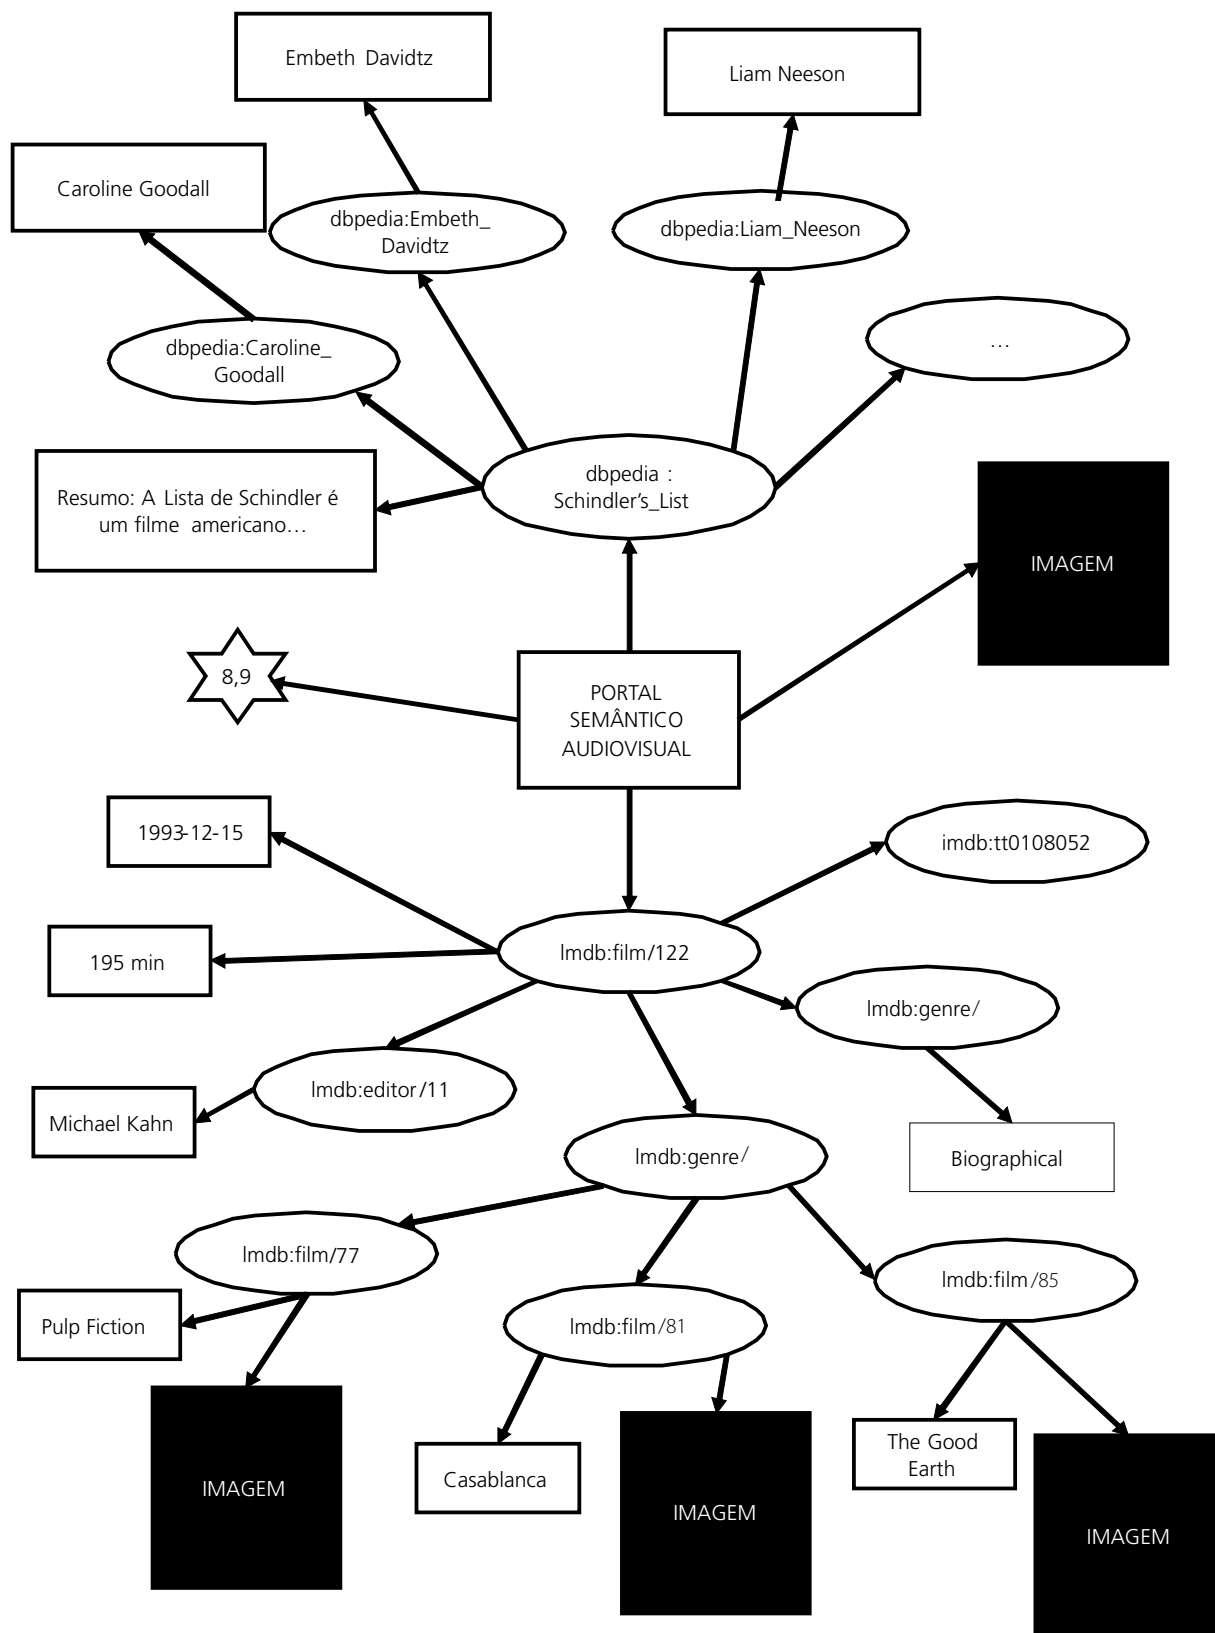 Embeth Davidtz
Liam Neeson
Caroline Goodall
dbpedia:Embeth_
Davidtz
dbpedia:Liam_Neeson
dbpedia:Caroline_
Goodall
...
Resumo: A Lista de Schindler é
um filme americano...
dbpedia :
Schindler's_List
IMAGEM
8,9
PORTAL
SEMÂNTICO
AUDIOVISUAL
1993-12-15
imdb:tt0108052
195 min
lmdb:film/122
lmdb:genre/
lmdb:editor/11
Michael Kahn
lmdb:genre/
Biographical
lmdb:film/77
lmdb:film/85
Pulp Fiction
lmdb:film/81
IMAGEM
Casablanca
IMAGEM
The Good
Earth
IMAGEM